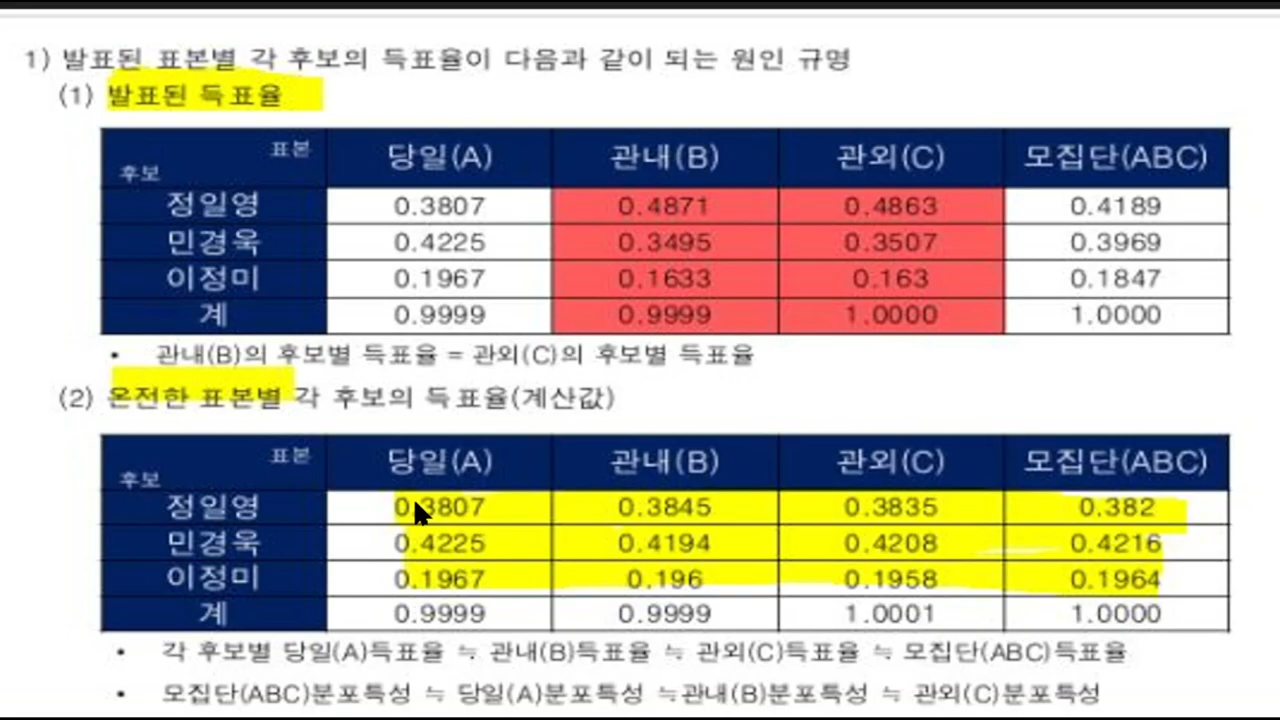 1) 발표된 표본별 각 후보의 득표율이 다음과 같이 되는 원인 규명
(1) 발표된 득표율
표본
후보 당일(A) 관내(B) 관외(C) 모집단(ABC)
정일영 0.3807 0.4871 0.4863 0.4189
민경욱 0.4225 0.3495 0.3507 0.3969
이정미 0.1967 0.1633 0.163 0.1847
계 0.9999 0.9999 1.0000 1.0000
• 관내(B)의 후보별 득표율 = 관외(C)의 후보별 득표율
(2) 온전한 표본별 각 후보의 득표율(계산값)
표본
후보 당일(A) 관내(B) 관외(C) 모집단(ABC)
정일영 0.3807 0.3845 0.3835 0.382
민경욱 0.4225 0.4194 0.4208 0.4216
이정미 0.1967 0.196 0.1958 0.1964
계 0.9999 0.9999 1.0001 1.0000
• 각 후보별 당일(A)득표율 ≒ 관내(B)득표율 ≒ 관외(C)득표율 ≒ 모집단(ABC)득표율
• 모집단(ABC)분포특성 ≒ 당일(A)분포특성 ≒관내(B)분포특성 ≒ 관외(C)분포특성